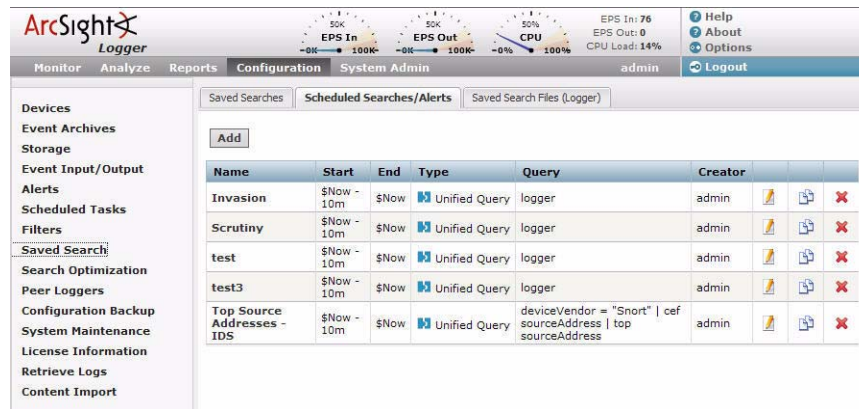 ArcSight
Logger
50K
EPS In
-0K 100K-
50K
EPS Out
-0K 100K-
50%
CPU
-0% 100%
EPS In: 76
EPS Out: 0
CPU Load: 14%
Help
About
Options
Monitor Analyze Reports Configuration System Admin admin Logout
Devices
Event Archives
Storage
Event Input/Output
Alerts
Scheduled Tasks
Filters
Saved Search
Search Optimization
Peer Loggers
Configuration Backup
System Maintenance
License Information
Retrieve Logs
Content Import
Saved Searches Scheduled Searches/Alerts Saved Search Files (Logger)
Add
Name Start End Type Query Creator
Invasion $Now - 10m $Now Unified Query logger admin
Scrutiny $Now - 10m $Now Unified Query logger admin
test $Now - 10m $Now Unified Query logger admin
test3 $Now - 10m $Now Unified Query logger admin
Top Source Addresses - IDS $Now - 10m $Now Unified Query deviceVendor = "Snort" | cef sourceAddress | top sourceAddress admin